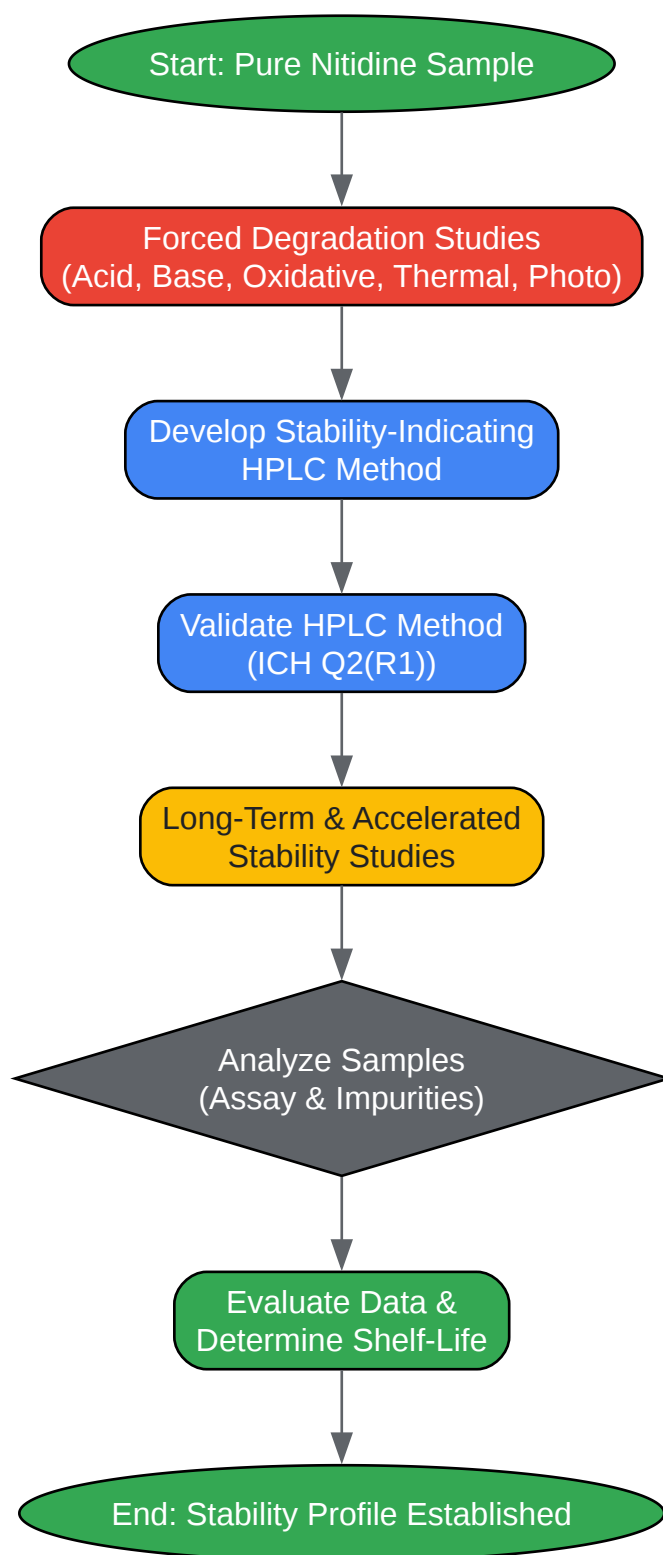 Start: Pure Nitidine Sample
Forced Degradation Studies
(Acid, Base, Oxidative, Thermal, Photo)
Develop Stability-Indicating
HPLC Method
Validate HPLC Method
(ICH Q2(R1))
Long-Term & Accelerated
Stability Studies
Analyze Samples
(Assay & Impurities)
Evaluate Data &
Determine Shelf-Life
End: Stability Profile Established